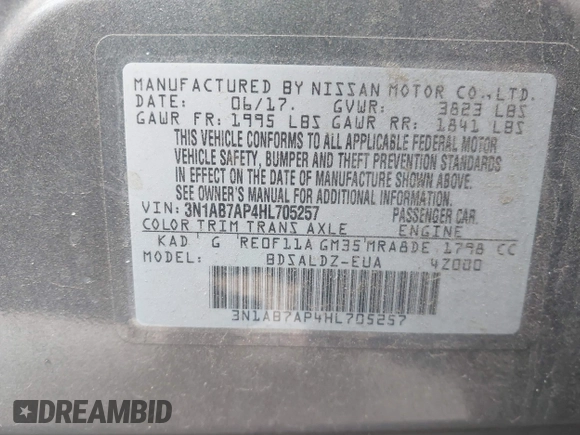 MANUFACTURED BY NISSAN MOTOR CO., LTD.
DATE: 06/17. GVWR: 3823 LBS
GAWR FR: 1995 LBS GAWR RR: 1841 LBS
THIS VEHICLE CONFORMS TO ALL APPLICABLE FEDERAL MOTOR
VEHICLE SAFETY, BUMPER AND THEFT PREVENTION STANDARDS
IN EFFECT ON THE DATE OF MANUFACTURE SHOWN ABOVE.
SEE OWNER'S MANUAL FOR ADDITIONAL INFORMATION.
VIN: 3N1AB7AP4HL705257 PASSENGER CAR.
COLOR TRIM TRANS AXLE ENGINE
KAD G RE0F11A GM35 MRA8DE 1798 CC
MODEL: BDSALDZ-EUA 4Z000
3N1AB7AP4HL705257
DREAMBID